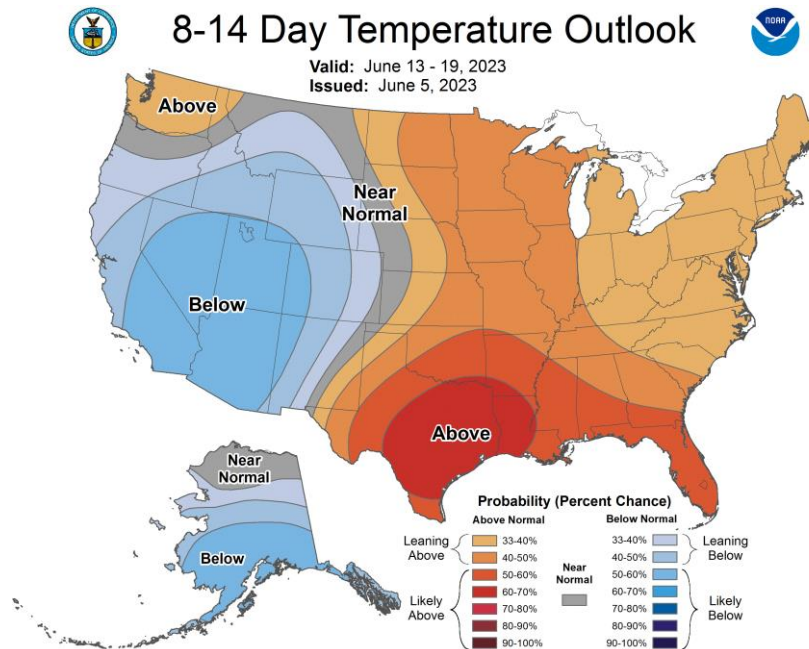 8-14 Day Temperature Outlook
NOAA
Valid: June 13 - 19, 2023
Issued: June 5, 2023
Above
Near
Normal
Below
Above
Near
Normal
Below
Probability (Percent Chance)
Above Normal
Below Normal
Leaning
Above
33-40%
40-50%
Likely
Above
50-60%
60-70%
70-80%
80-90%
90-100%
Near
Normal
33-40%
40-50%
Leaning
Below
50-60%
60-70%
70-80%
80-90%
90-100%
Likely
Below